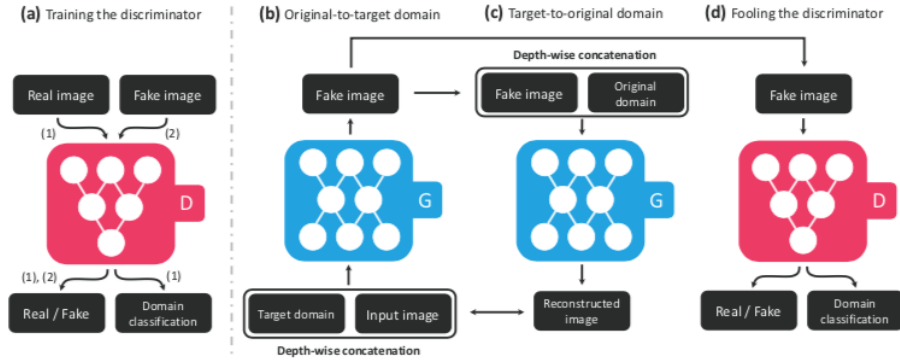 (a) Training the discriminator
(b) Original-to-target domain
(c) Target-to-original domain
(d) Fooling the discriminator
Real image
Fake image
(1)
(2)
D
(1), (2)
(1)
Real / Fake
Domain
classification
Fake image
G
Target domain
Input image
Depth-wise concatenation
Depth-wise concatenation
Fake image
Original
domain
G
Reconstructed
image
Fake image
D
Real / Fake
Domain
classification